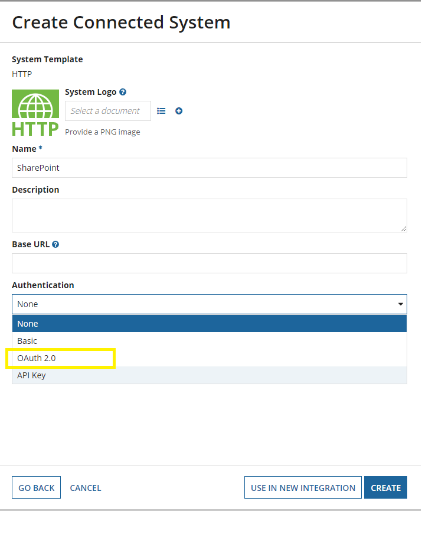 Create Connected System
System Template
HTTP
System Logo ?
HTTP
Select a document
Provide a PNG image
Name *
SharePoint
Description
Base URL ?
Authentication
None
None
Basic
OAuth 2.0
API Key
GO BACK CANCEL USE IN NEW INTEGRATION CREATE